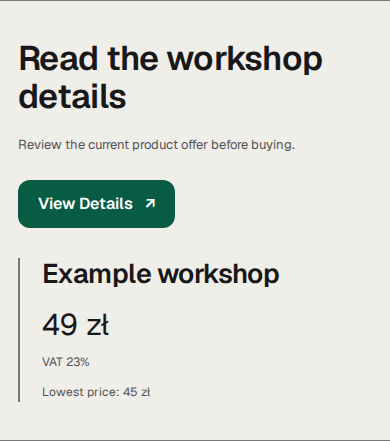 Read the workshop
details
Review the current product offer before buying.
View Details ↗
Example workshop
49 zł
VAT 23%
Lowest price: 45 zł